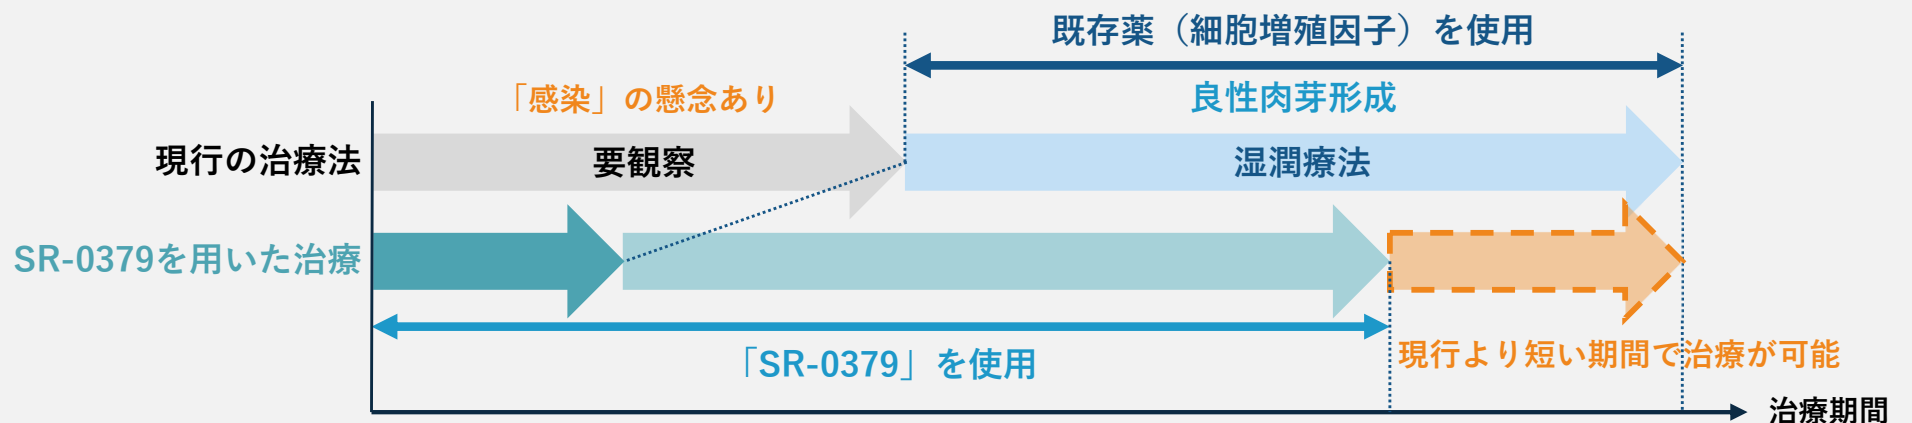 既存薬（細胞増殖因子）を使用
「感染」の懸念あり
良性肉芽形成
現行の治療法
要観察
湿潤療法
SR-0379を用いた治療
「SR-0379」を使用
現行より短い期間で治療が可能
治療期間